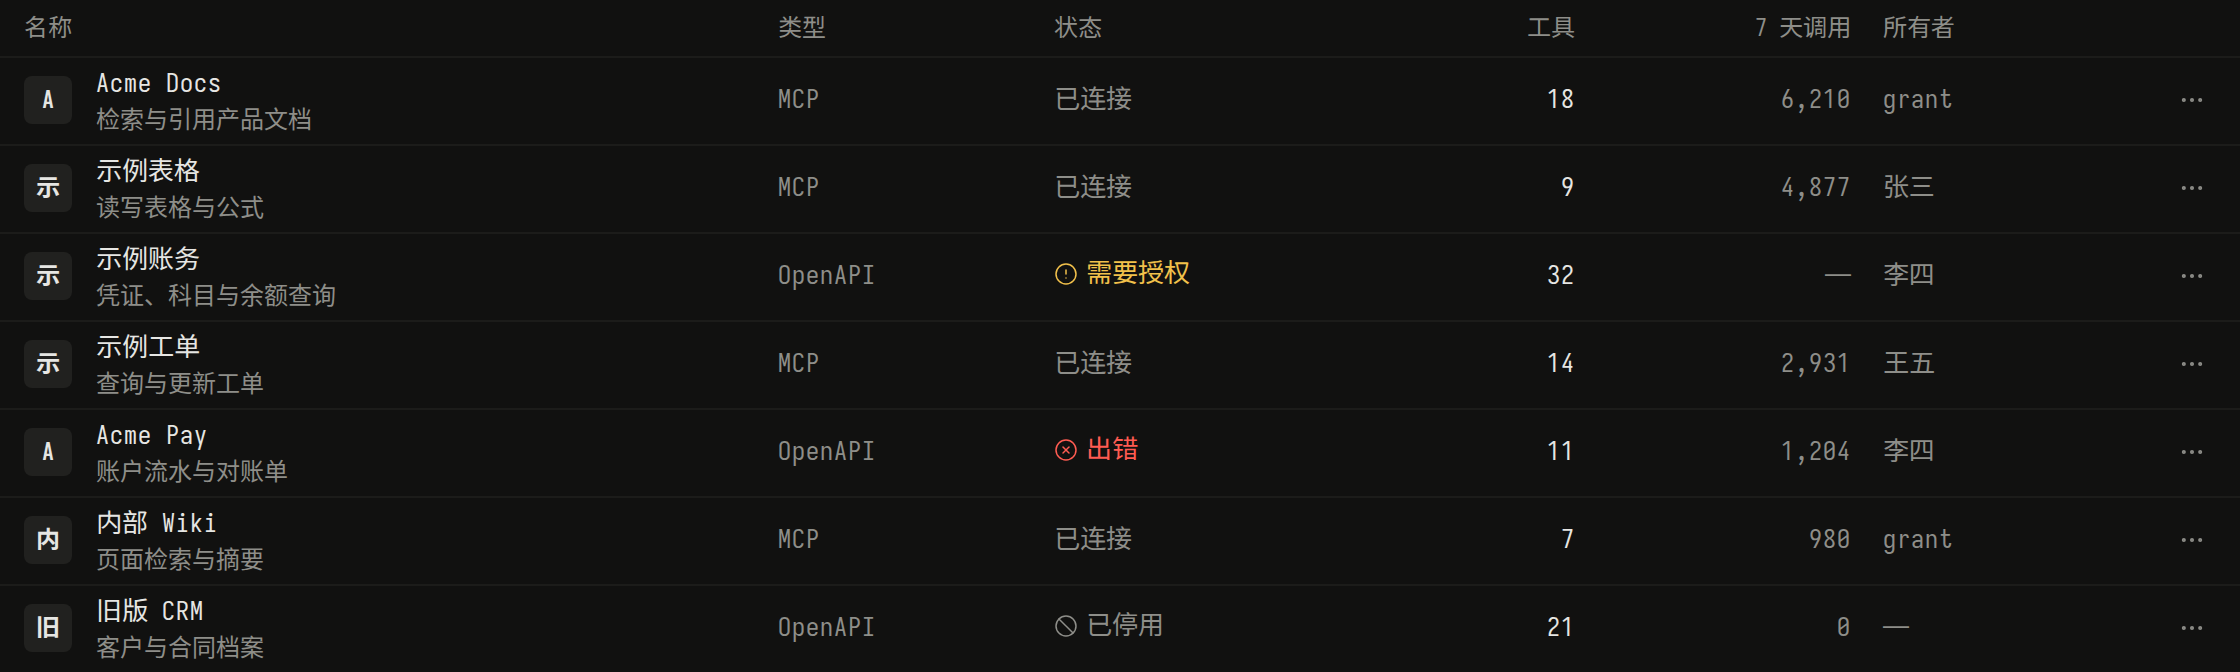 名称 类型 状态 工具 7 天调用 所有者
A Acme Docs MCP 已连接 18 6,210 grant ···
检索与引用产品文档
示 示例表格 MCP 已连接 9 4,877 张三 ···
读写表格与公式
示 示例账务 OpenAPI 需要授权 32 — 李四 ···
凭证、科目与余额查询
示 示例工单 MCP 已连接 14 2,931 王五 ···
查询与更新工单
A Acme Pay OpenAPI 出错 11 1,204 李四 ···
账户流水与对账单
内 内部 Wiki MCP 已连接 7 980 grant ···
页面检索与摘要
旧 旧版 CRM OpenAPI 已停用 21 0 — ···
客户与合同档案